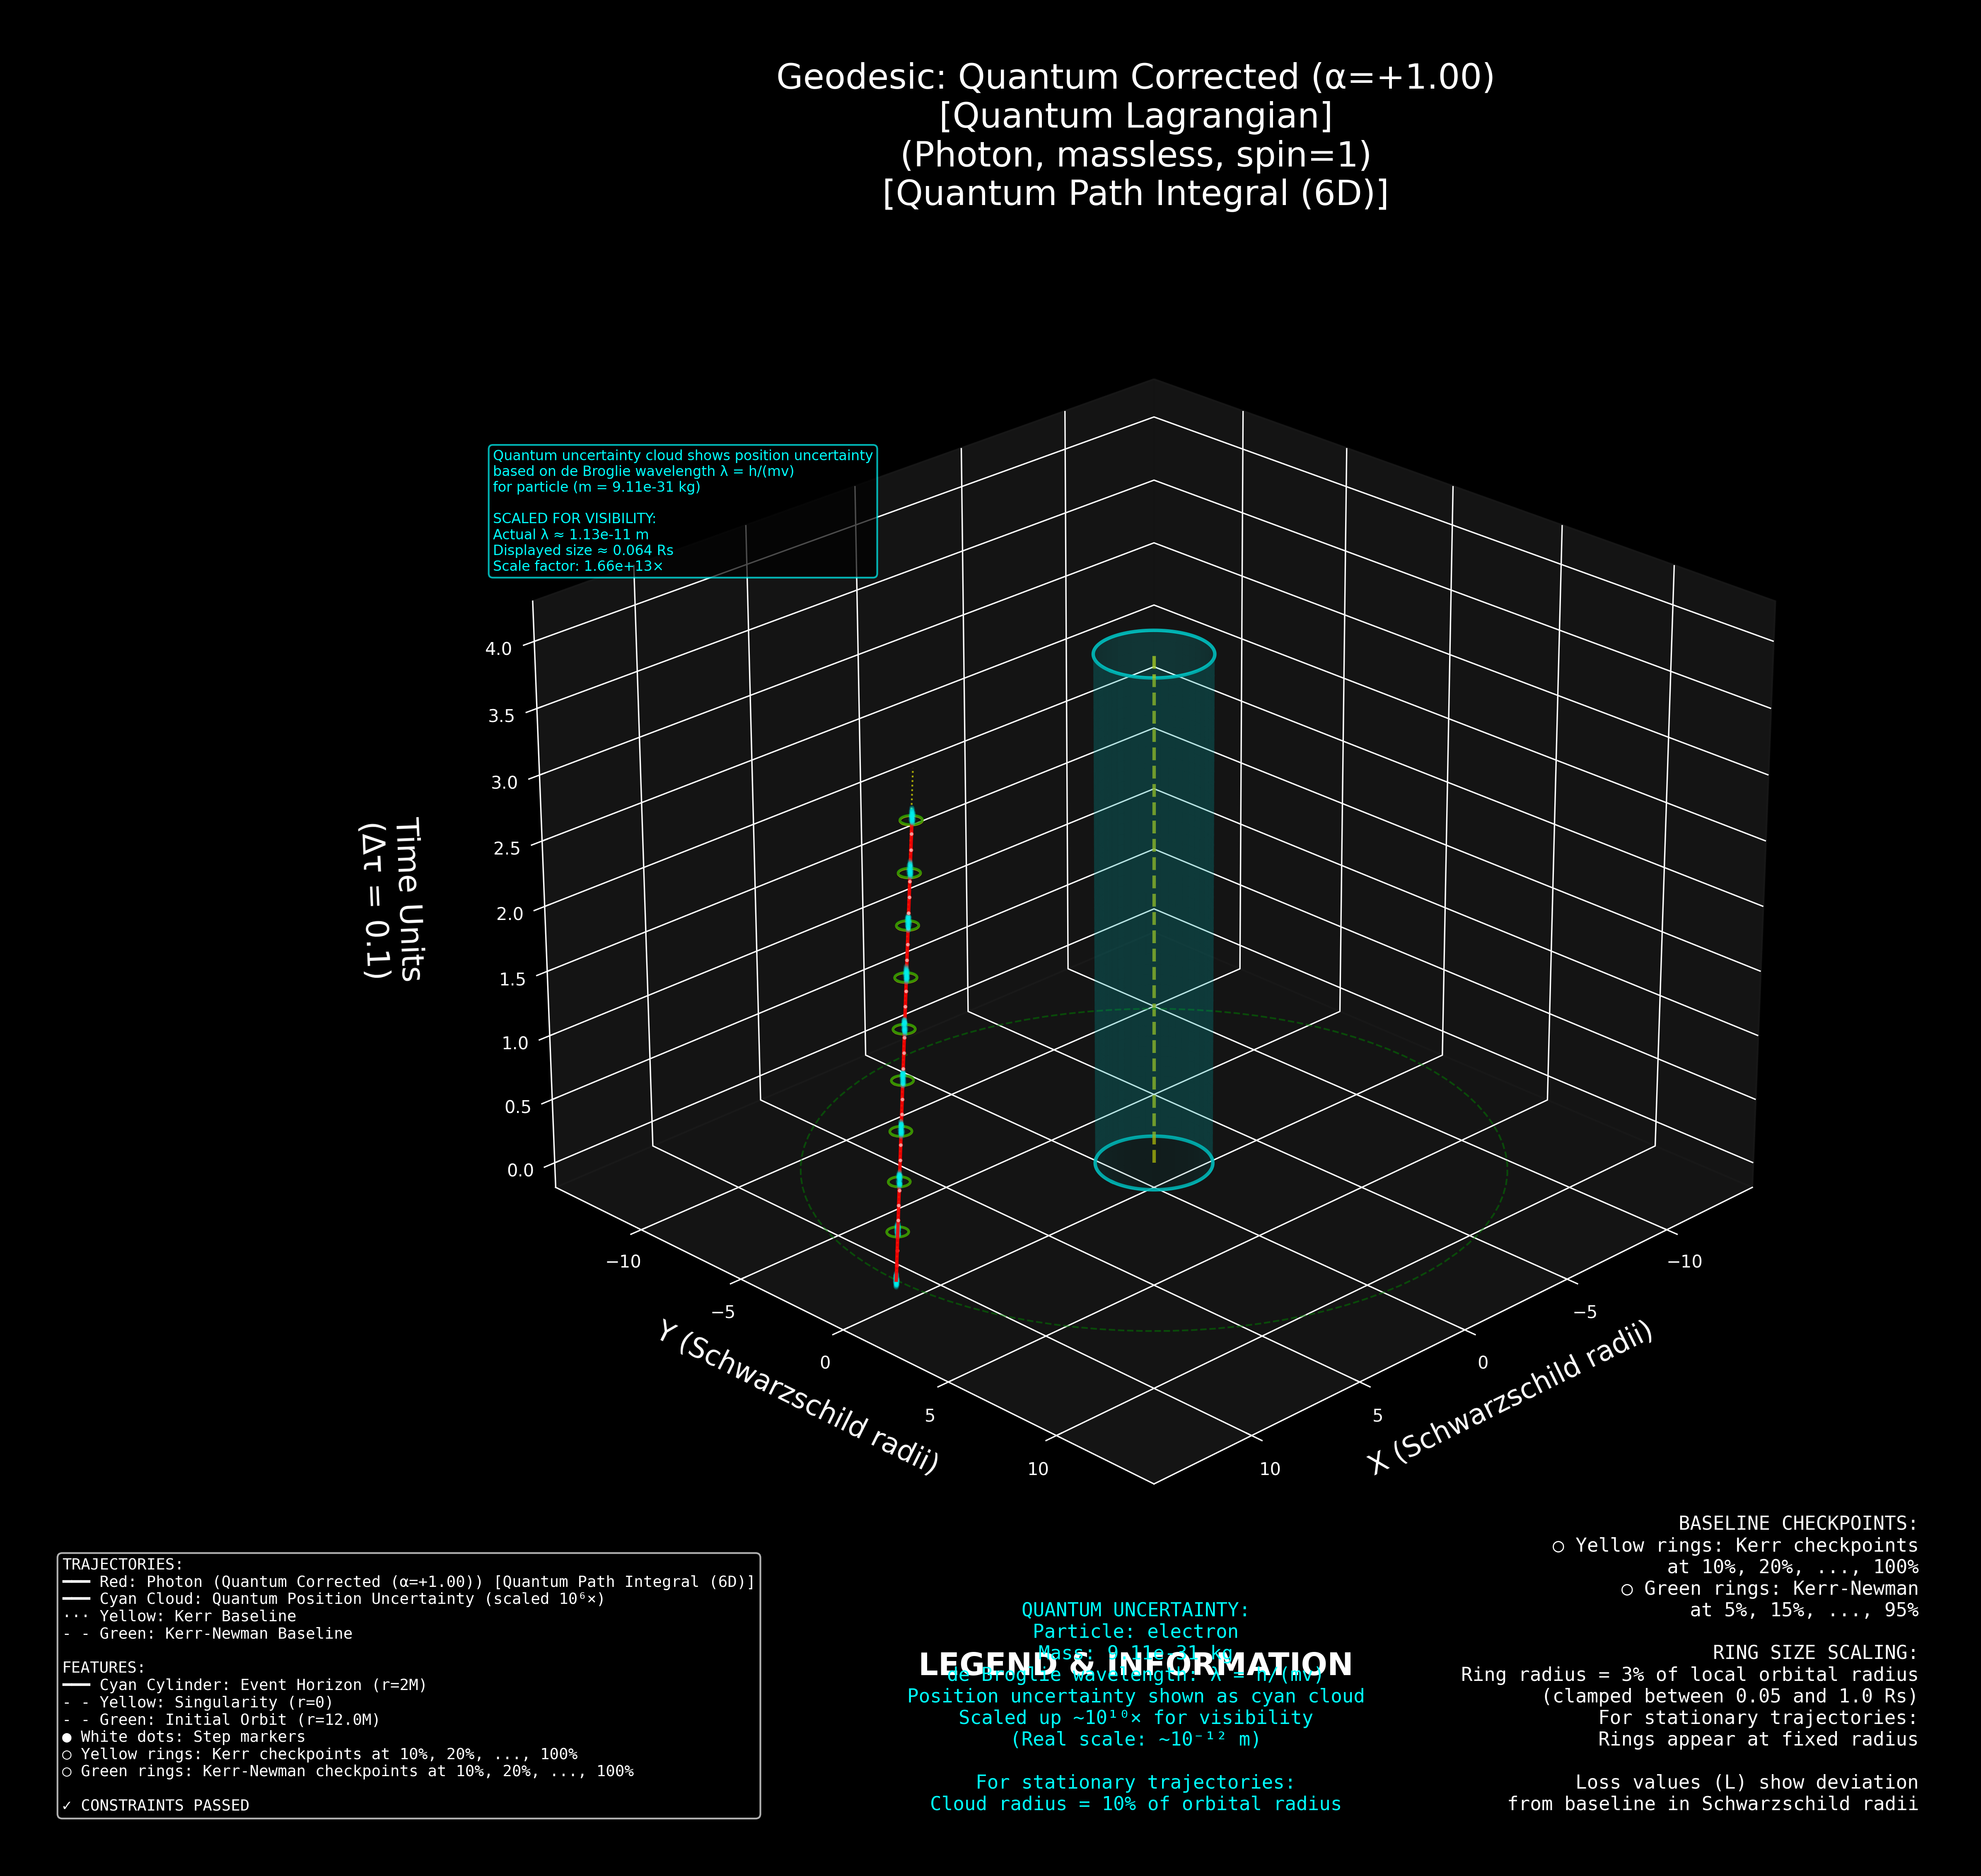 Geodesic: Quantum Corrected (α=+1.00)
[Quantum Lagrangian]
(Photon, massless, spin=1)
[Quantum Path Integral (6D)]
Quantum uncertainty cloud shows position uncertainty
based on de Broglie wavelength λ = h/(mv)
for particle (m = 9.11e-31 kg)
SCALED FOR VISIBILITY:
Actual λ ≈ 1.13e-11 m
Displayed size ≈ 0.064 Rs
Scale factor: 1.66e+13×
4.0
3.5
3.0
2.5
2.0
1.5
1.0
0.5
0.0
Time Units
(Δτ = 0.1)
−10
−5
0
5
10
Y (Schwarzschild radii)
−10
−5
0
5
10
X (Schwarzschild radii)
TRAJECTORIES:
━━━ Red: Photon (Quantum Corrected (α=+1.00)) [Quantum Path Integral (6D)]
━━━ Cyan Cloud: Quantum Position Uncertainty (scaled 10⁶×)
··· Yellow: Kerr Baseline
- - Green: Kerr-Newman Baseline
FEATURES:
━━━ Cyan Cylinder: Event Horizon (r=2M)
- - Yellow: Singularity (r=0)
- - Green: Initial Orbit (r=12.0M)
● White dots: Step markers
○ Yellow rings: Kerr checkpoints at 10%, 20%, ..., 100%
○ Green rings: Kerr-Newman checkpoints at 10%, 20%, ..., 100%
✓ CONSTRAINTS PASSED
QUANTUM UNCERTAINTY:
Particle: electron
Mass: 9.11e-31 kg
LEGEND & INFORMATION
de Broglie wavelength: λ = h/(mv)
Position uncertainty shown as cyan cloud
Scaled up ~10¹⁰× for visibility
(Real scale: ~10⁻¹² m)
For stationary trajectories:
Cloud radius = 10% of orbital radius
BASELINE CHECKPOINTS:
○ Yellow rings: Kerr checkpoints
at 10%, 20%, ..., 100%
○ Green rings: Kerr-Newman
at 5%, 15%, ..., 95%
RING SIZE SCALING:
Ring radius = 3% of local orbital radius
(clamped between 0.05 and 1.0 Rs)
For stationary trajectories:
Rings appear at fixed radius
Loss values (L) show deviation
from baseline in Schwarzschild radii